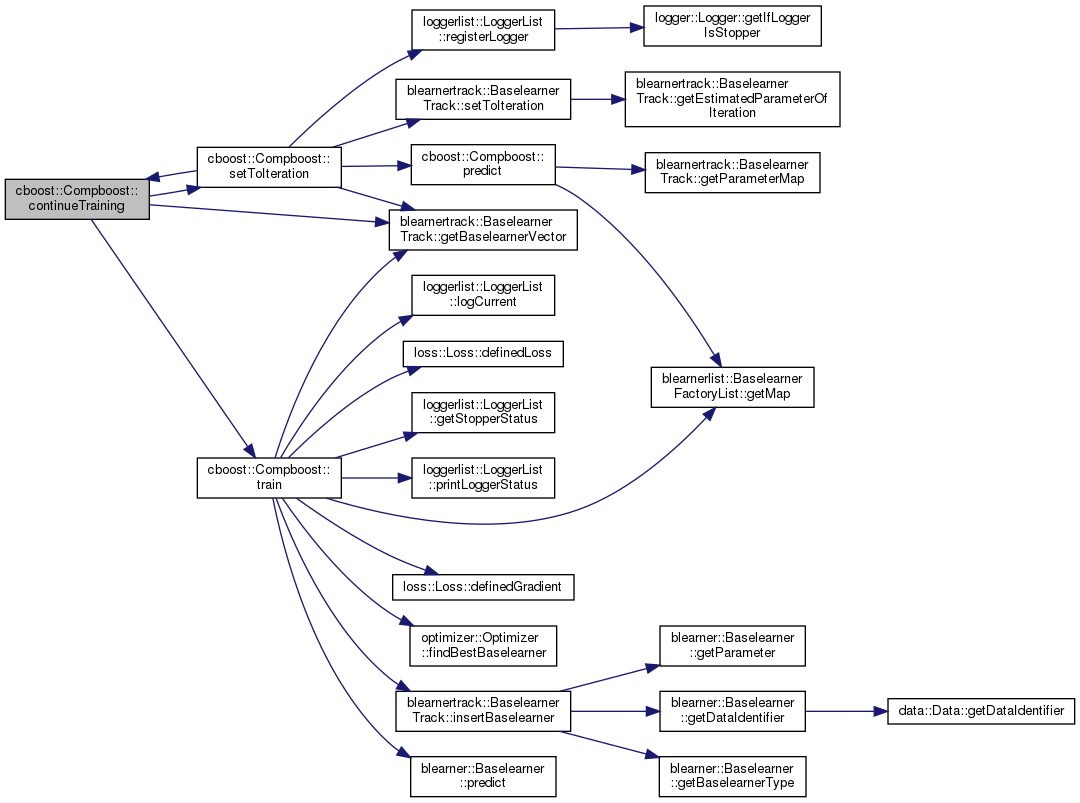 cboost::Compboost::
continueTraining
cboost::Compboost::
setToIteration
cboost::Compboost::
train
loggerlist::LoggerList
::registerLogger
blearnertrack::Baselearner
Track::setToIteration
cboost::Compboost::
predict
blearnertrack::Baselearner
Track::getBaselearnerVector
loggerlist::LoggerList
::logCurrent
loss::Loss::definedLoss
loggerlist::LoggerList
::getStopperStatus
loggerlist::LoggerList
::printLoggerStatus
loss::Loss::definedGradient
optimizer::Optimizer
::findBestBaselearner
blearnertrack::Baselearner
Track::insertBaselearner
blearner::Baselearner
::predict
logger::Logger::getIfLogger
IsStopper
blearnertrack::Baselearner
Track::getEstimatedParameterOf
Iteration
blearnertrack::Baselearner
Track::getParameterMap
blearnerlist::Baselearner
FactoryList::getMap
blearner::Baselearner
::getParameter
blearner::Baselearner
::getDataIdentifier
blearner::Baselearner
::getBaselearnerType
data::Data::getDataIdentifier